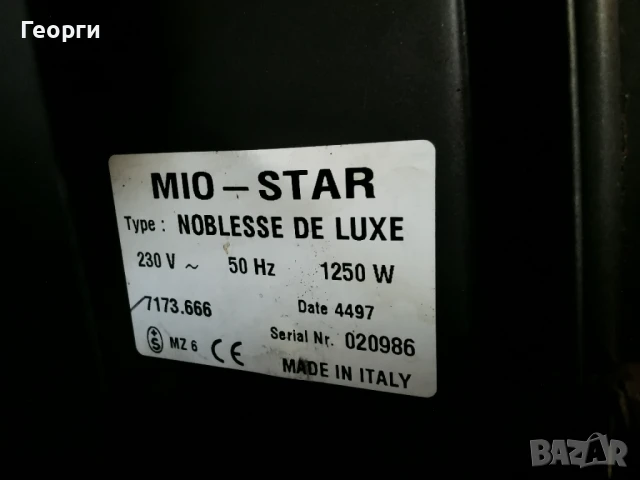 Георги
MIO – STAR
Type : NOBLESSE DE LUXE
230 V ~ 50 Hz 1250 W
7173.666 Date 4497
Serial Nr. 020986
+S MZ 6 CE
MADE IN ITALY
BAZAR